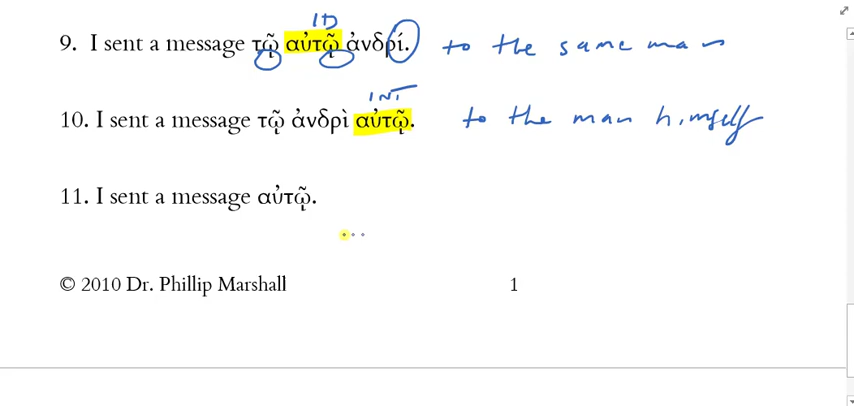 ID
9. I sent a message τῷ αὐτῷ ἀνδρί. to the same man
INT
10. I sent a message τῷ ἀνδρὶ αὐτῷ. to the man himself
11. I sent a message αὐτῷ.
© 2010 Dr. Phillip Marshall 1